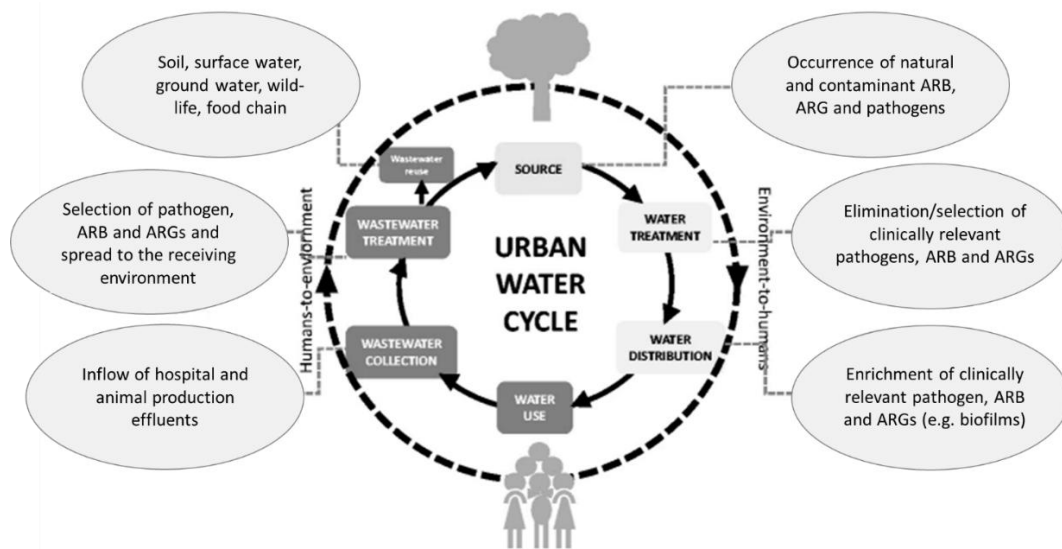 Soil, surface water,
ground water, wild-
life, food chain
Occurrence of natural
and contaminant ARB,
ARG and pathogens
Wastewater
reuse
SOURCE
Selection of pathogen,
ARB and ARGs and
spread to the receiving
environment
WASTEWATER
TREATMENT
WATER
TREATMENT
Elimination/selection of
clinically relevant
pathogens, ARB and ARGs
URBAN
WATER
CYCLE
Humans-to-enviornment
Environment-to-humans
Inflow of hospital and
animal production
effluents
WASTEWATER
COLLECTION
WATER
DISTRIBUTION
Enrichment of clinically
relevant pathogen, ARB
and ARGs (e.g. biofilms)
WATER
USE